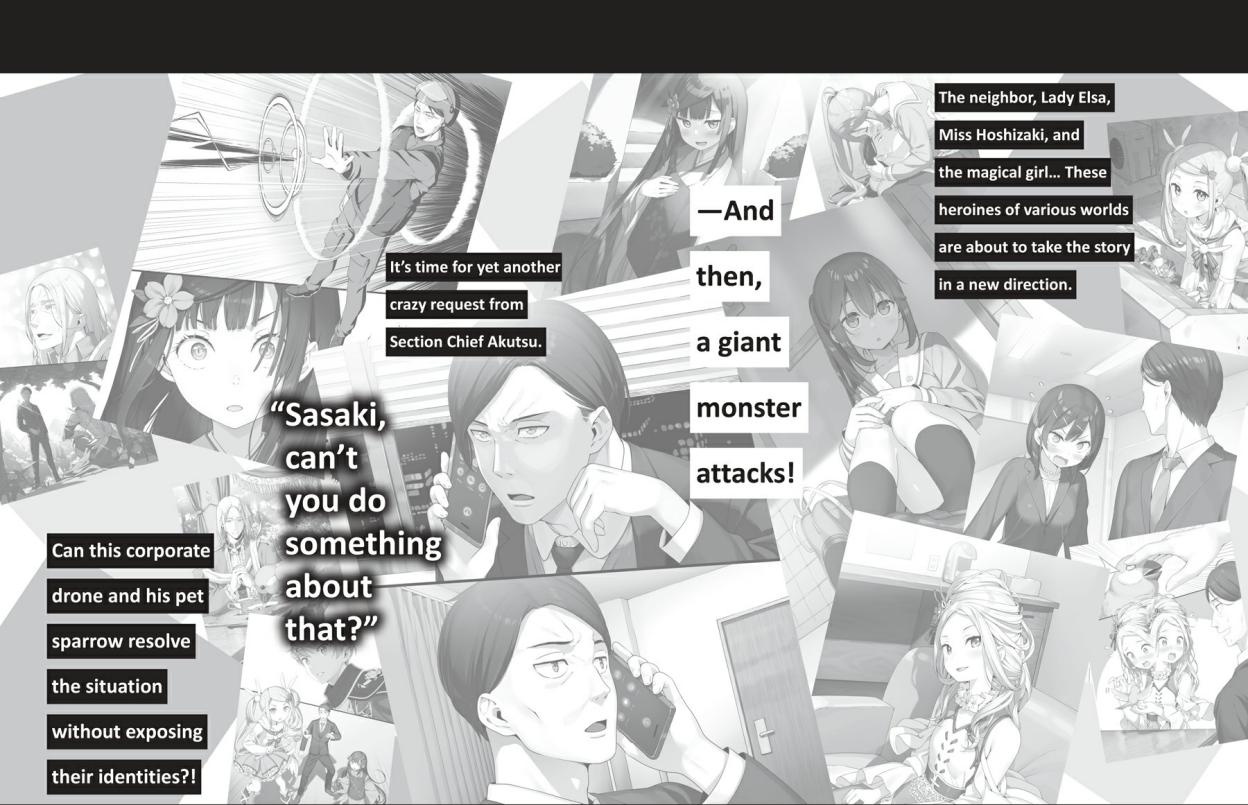 The neighbor, Lady Elsa,
Miss Hoshizaki, and
the magical girl... These
heroines of various worlds
are about to take the story
in a new direction.
—And
then,
a giant
monster
attacks!
It's time for yet another
crazy request from
Section Chief Akutsu.
“Sasaki,
can't
you do
something
about
that?”
Can this corporate
drone and his pet
sparrow resolve
the situation
without exposing
their identities?!